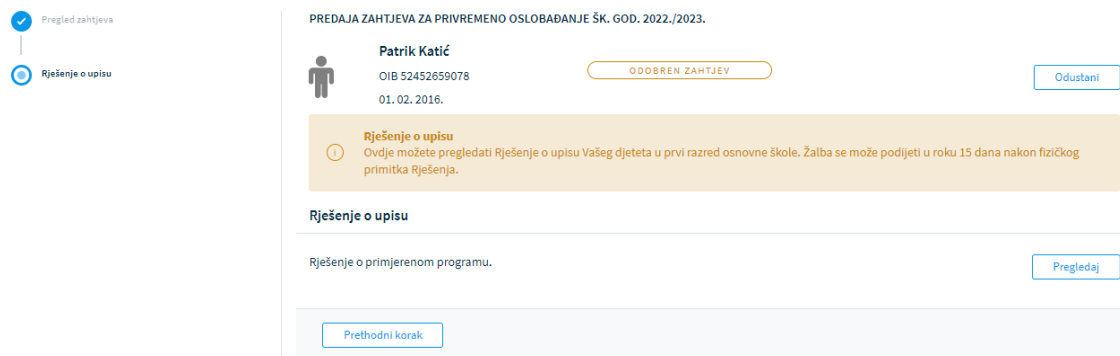 Pregled zahtjeva
Rješenje o upisu
PREDAJA ZAHTJEVA ZA PRIVREMENO OSLOBAĐANJE ŠK. GOD. 2022./2023.
Patrik Katić
OIB 52452659078
01. 02. 2016.
ODOBREN ZAHTJEV
Odustani
Rješenje o upisu
Ovdje možete pregledati Rješenje o upisu Vašeg djeteta u prvi razred osnovne škole. Žalba se može podijeti u roku 15 dana nakon fizičkog
primitka Rješenja.
Rješenje o upisu
Rješenje o primjerenom programu.
Pregledaj
Prethodni korak